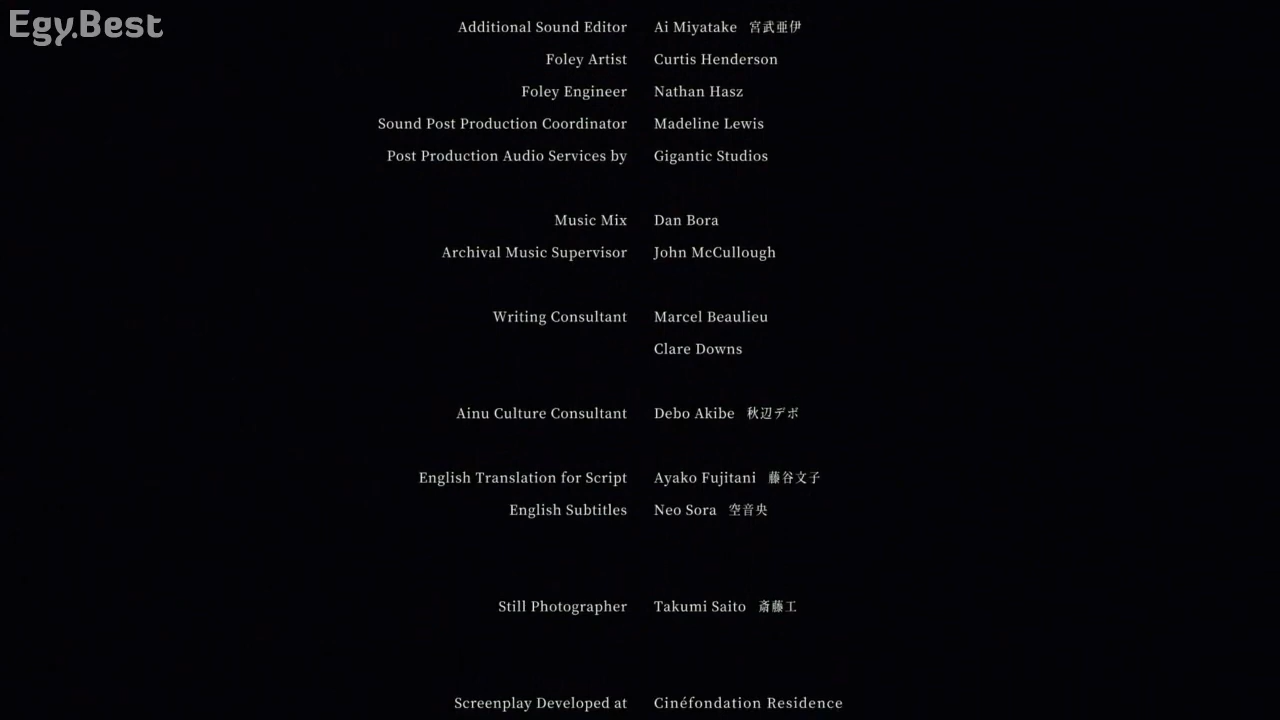 Egy.Best
Additional Sound Editor Ai Miyatake 宮武亜伊
Foley Artist Curtis Henderson
Foley Engineer Nathan Hasz
Sound Post Production Coordinator Madeline Lewis
Post Production Audio Services by Gigantic Studios
Music Mix Dan Bora
Archival Music Supervisor John McCullough
Writing Consultant Marcel Beaulieu
Clare Downs
Ainu Culture Consultant Debo Akibe 秋辺デボ
English Translation for Script Ayako Fujitani 藤谷文子
English Subtitles Neo Sora 空音央
Still Photographer Takumi Saito 斎藤工
Screenplay Developed at Cinéfondation Residence